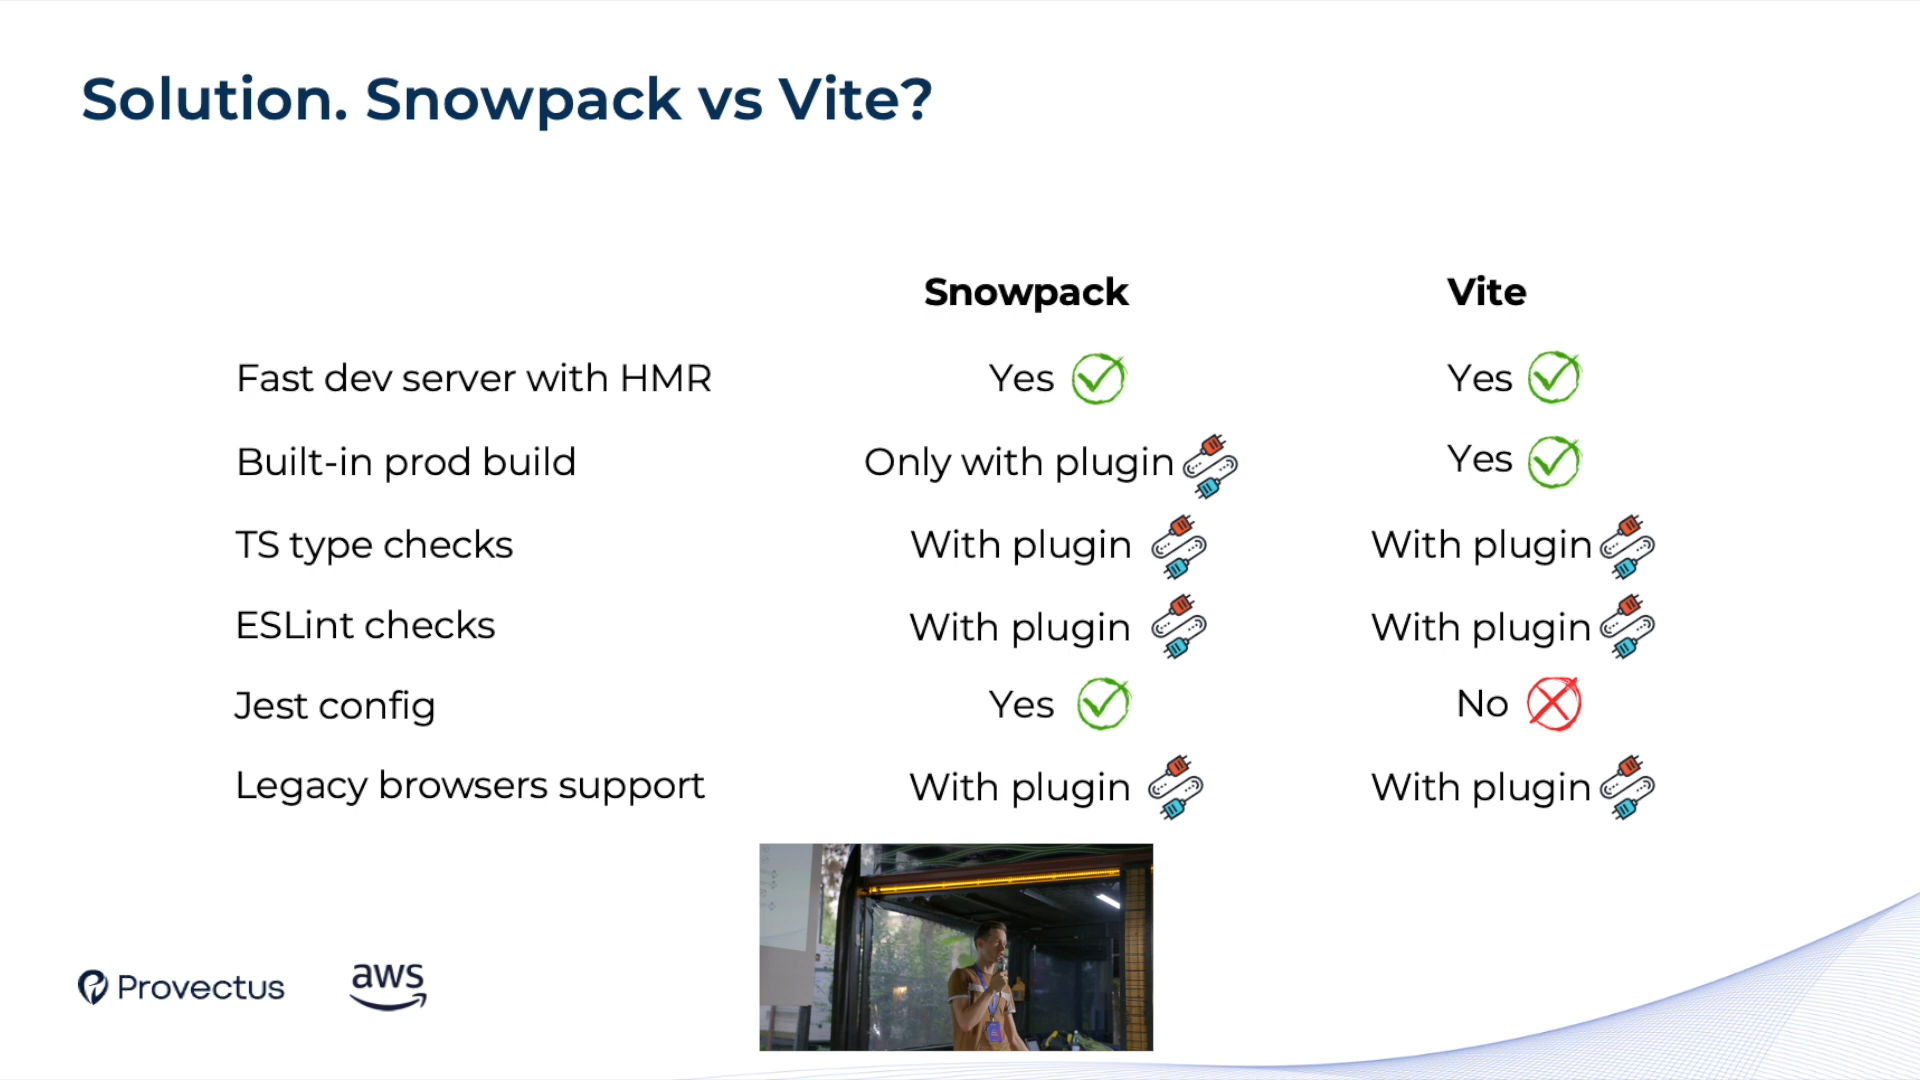 Solution. Snowpack vs Vite?
Snowpack Vite
Fast dev server with HMR Yes Yes
Built-in prod build Only with plugin Yes
TS type checks With plugin With plugin
ESLint checks With plugin With plugin
Jest config Yes No
Legacy browsers support With plugin With plugin
Provectus aws